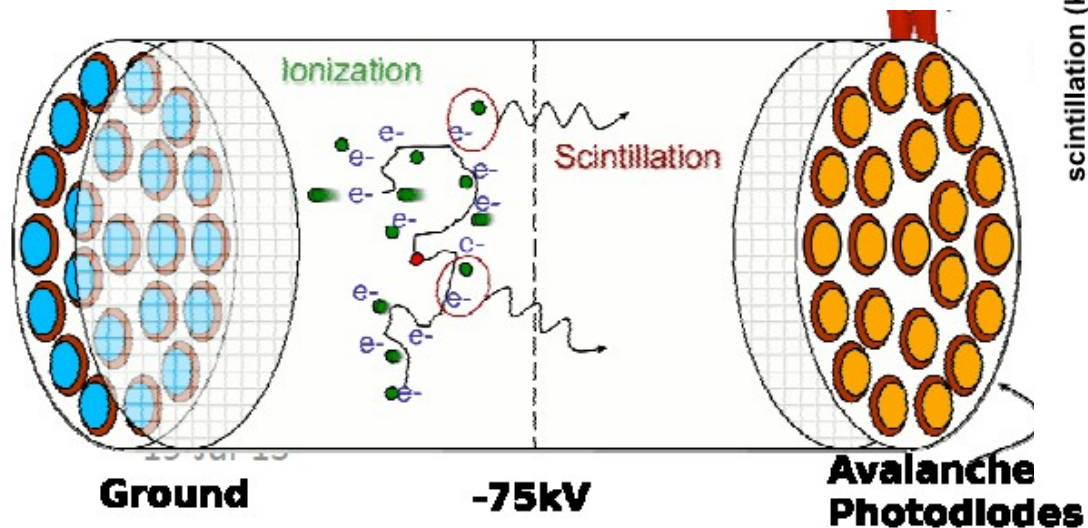 scintillation
Ionization
Scintillation
e-
e-
e-
e-
e-
e-
e-
e-
e-
e-
e-
e-
e-
Ground
-75kV
Avalanche
Photodiodes